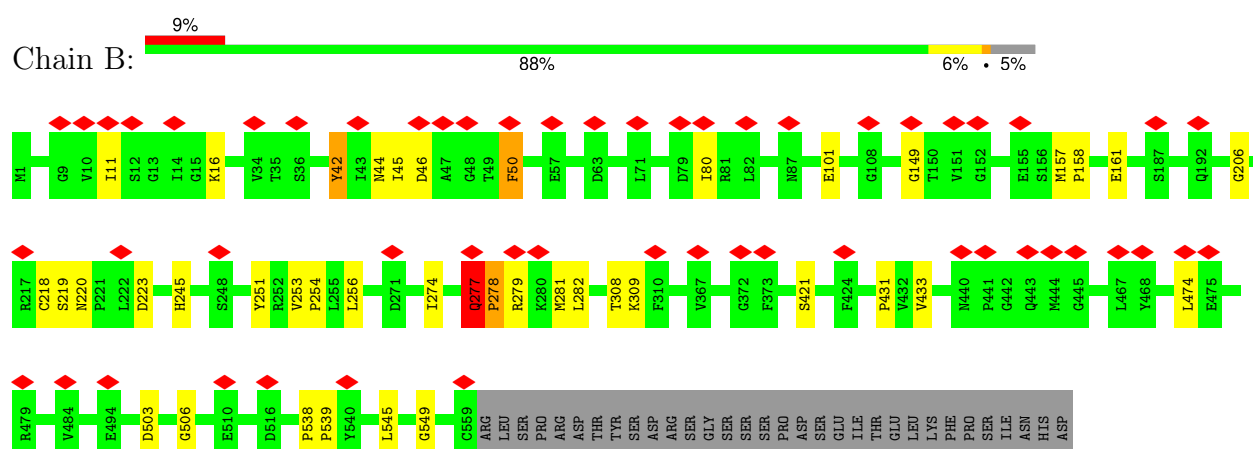 9%
Chain B:
88% 6% • 5%
M1 G9 V10 I11 S12 G13 I14 G15 K16 V34 T35 S36 Y42 I43 N44 I45 D46 A47 G48 T49 F50 E57 D63 L71 D79 I80 R81 L82 N87 E101 G108 G149 T150 V151 G152 E155 S156 M157 P158 E161 S187 Q192 G206
R217 C218 S219 N220 P221 L222 D223 H245 S248 Y251 R252 V253 P254 L255 L256 D271 I274 Q277 P278 R279 K280 M281 L282 T308 K309 F310 V367 G372 F373 S421 F424 P431 V432 V433 N440 P441 G442 Q443 M444 G445 L467 Y468 L474 E475
R479 V484 E494 D503 G506 E510 D516 P538 P539 Y540 L545 G549 C559 ARG LEU SER PRO ARG ASP THR TYR SER ASP ARG SER GLY SER SER SER PRO ASP SER GLU ILE THR GLU LEU LYS PHE PRO SER ILE ASN HIS ASP